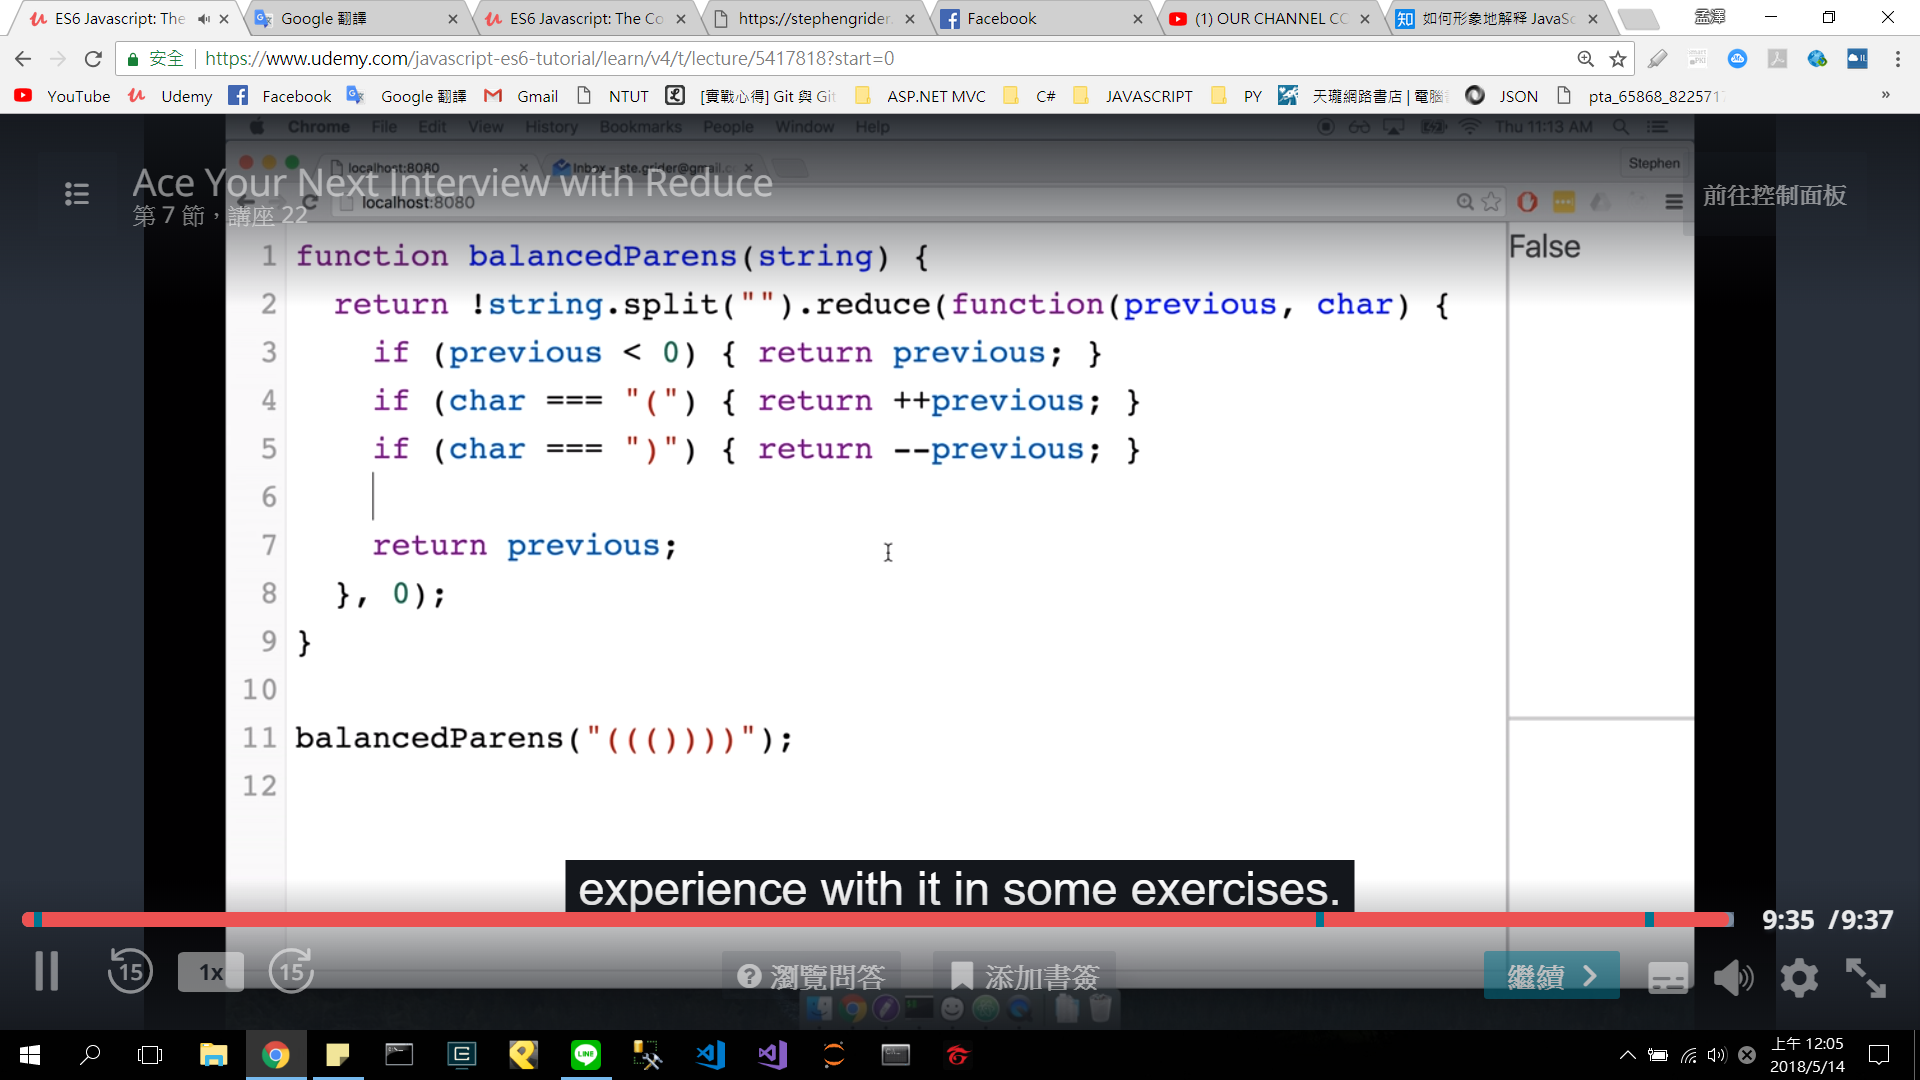 ES6 Javascript: The
Google 翻譯
ES6 Javascript: The Co
https://stephengrider.
Facebook
(1) OUR CHANNEL CO
如何形象地解释 JavaSc
孟澤
安全
https://www.udemy.com/javascript-es6-tutorial/learn/v4/t/lecture/5417818?start=0
YouTube
Udemy
Facebook
Google 翻譯
Gmail
NTUT
[實戰心得] Git 與 Git
ASP.NET MVC
C#
JAVASCRIPT
PY
天瓏網路書店 | 電腦
JSON
pta_65868_822571
»
Chrome File Edit View History Bookmarks People Window Help
Thu 11:13 AM
localhost:8080
Inbox - ste.grider@gmail.c
Stephen
Ace Your Next Interview with Reduce
第 7 節，講座 22
localhost:8080
前往控制面板
1 function balancedParens(string) {
2 return !string.split("").reduce(function(previous, char) {
3 if (previous < 0) { return previous; }
4 if (char === "(") { return ++previous; }
5 if (char === ")") { return --previous; }
6
7 return previous;
8 }, 0);
9 }
10
11 balancedParens("((())))");
12
False
experience with it in some exercises.
9:35 /9:37
15
1x
15
瀏覽問答
添加書簽
繼續
LINE
上午 12:05
2018/5/14